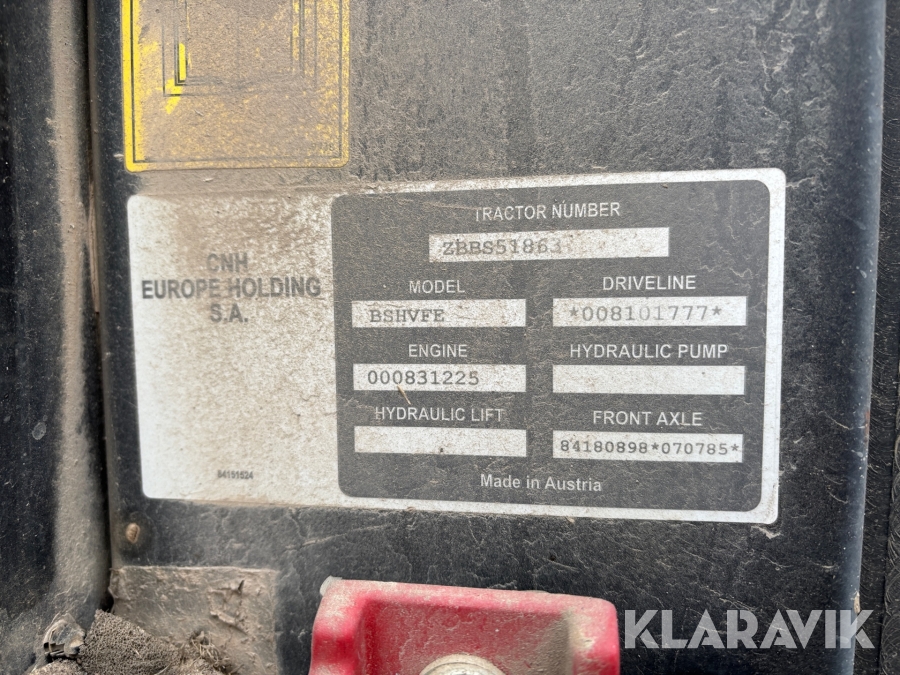 CNH
EUROPE HOLDING
S.A.
84151524
TRACTOR NUMBER
ZBBS51863
MODEL
BSHVFE
DRIVELINE
*008101777*
ENGINE
000831225
HYDRAULIC PUMP
HYDRAULIC LIFT
FRONT AXLE
84180898*070785*
Made in Austria
KLARAVIK